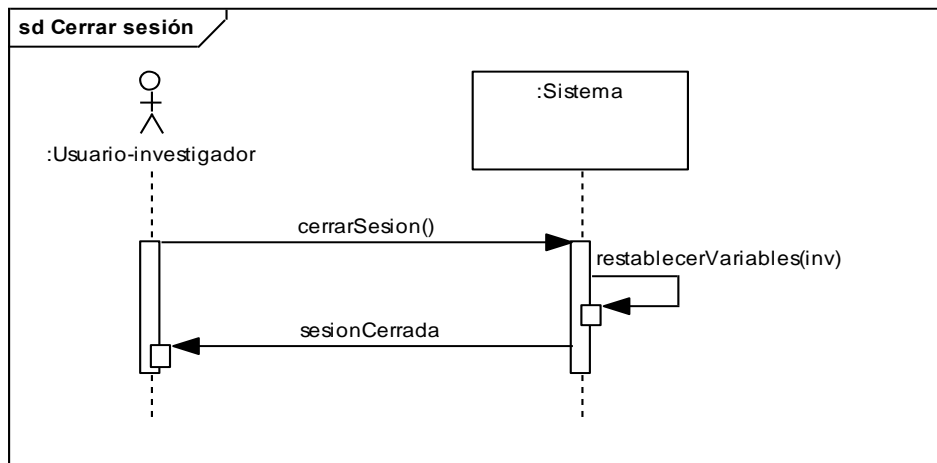 sd Cerrar sesión
:Sistema
:Usuario-investigador
cerrarSesion()
restablecerVariables(inv)
sesionCerrada